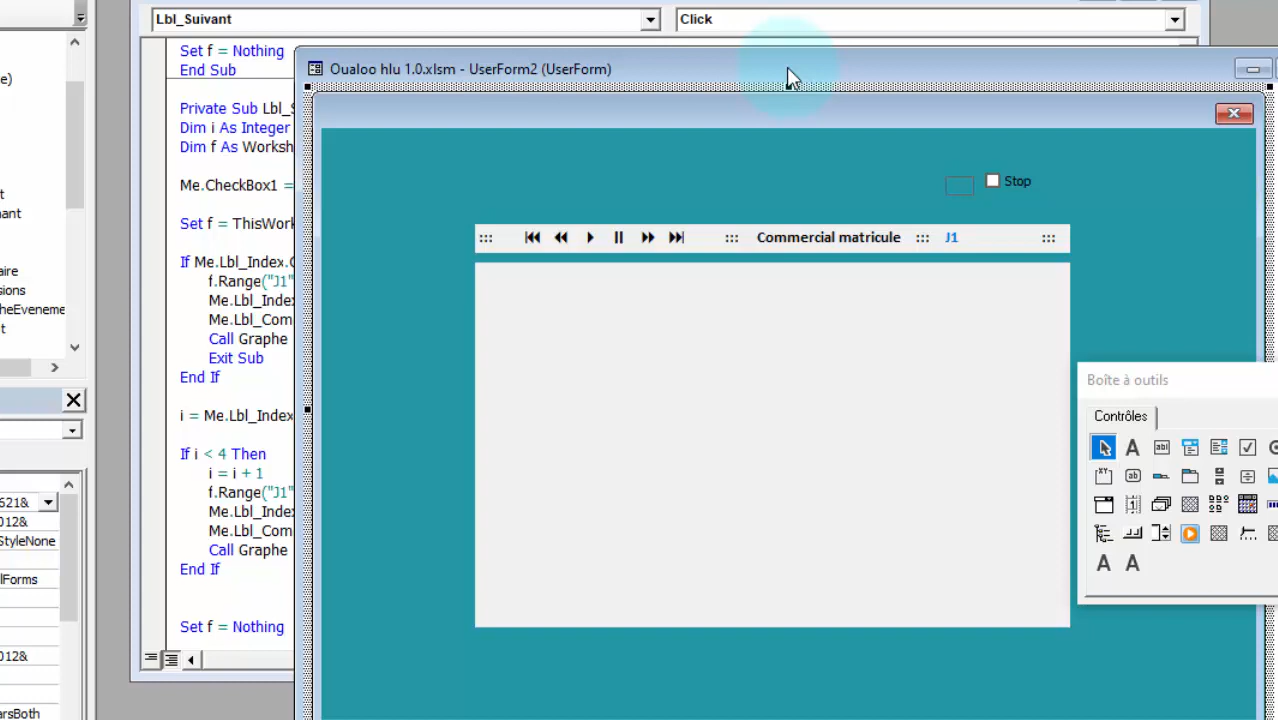 Lbl_Suivant
Click
Set f = Nothing
End Sub
Private Sub Lbl_S
Dim i As Integer
Dim f As Worksh
Me.CheckBox1 =
Set f = ThisWork
If Me.Lbl_Index.C
f.Range("J1"
Me.Lbl_Inde
Me.Lbl_Com
Call Graphe
Exit Sub
End If
i = Me.Lbl_Index
If i < 4 Then
i = i + 1
f.Range("J1"
Me.Lbl_Inde
Me.Lbl_Com
Call Graphe
End If
Set f = Nothing
Oualoo hlu 1.0.xlsm - UserForm2 (UserForm)
Stop
Commercial matricule
J1
Boîte à outils
Contrôles
e)
t
nant
aire
sions
heEveneme
t
621&
012&
StyleNone
lForms
012&
arsBoth